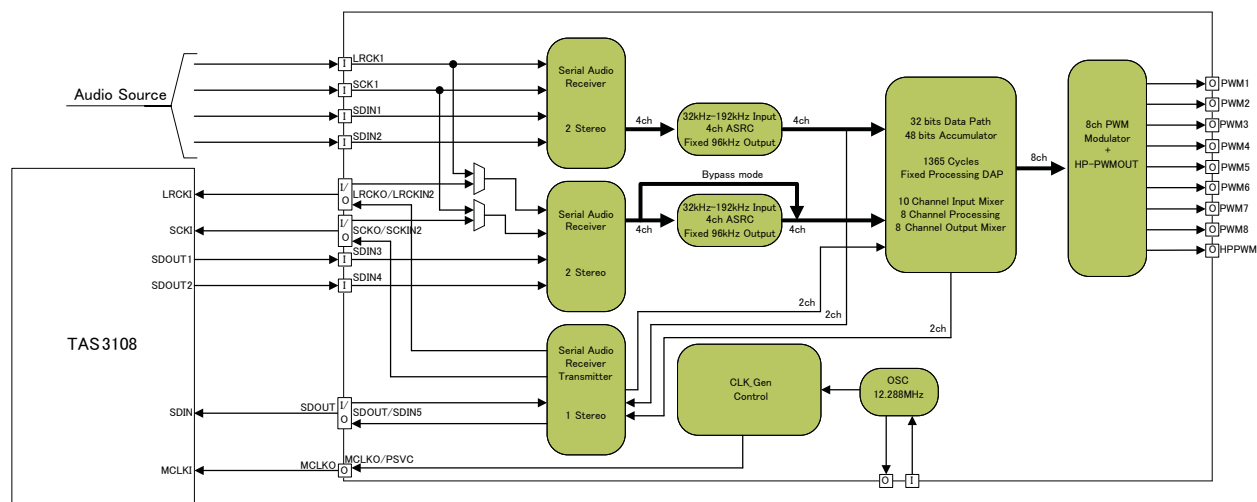 Audio Source
I
LRCK1
I
SCK1
I
SDIN1
I
SDIN2
Serial Audio
Receiver
2 Stereo
4ch
32kHz-192kHz Input
4ch ASRC
Fixed 96kHz Output
4ch
32 bits Data Path
48 bits Accumulator
1365 Cycles
Fixed Processing DAP
10 Channel Input Mixer
8 Channel Processing
8 Channel Output Mixer
8ch
8ch PWM
Modulator
+
HP-PWMOUT
O
PWM1
O
PWM2
O
PWM3
O
PWM4
O
PWM5
O
PWM6
O
PWM7
O
PWM8
O
HPPWM
LRCKI
I/
O
LRCKO/LRCKIN2
SCKI
I/
O
SCKO/SCKIN2
SDOUT1
I
SDIN3
SDOUT2
I
SDIN4
Serial Audio
Receiver
2 Stereo
4ch
Bypass mode
32kHz-192kHz Input
4ch ASRC
Fixed 96kHz Output
4ch
2ch
2ch
2ch
TAS3108
Serial Audio
Receiver
Transmitter
1 Stereo
CLK_Gen
Control
OSC
12.288MHz
SDIN
SDOUT
I/
O
SDOUT/SDIN5
MCLKI
MCLKO
O
MCLKO/PSVC
O
I